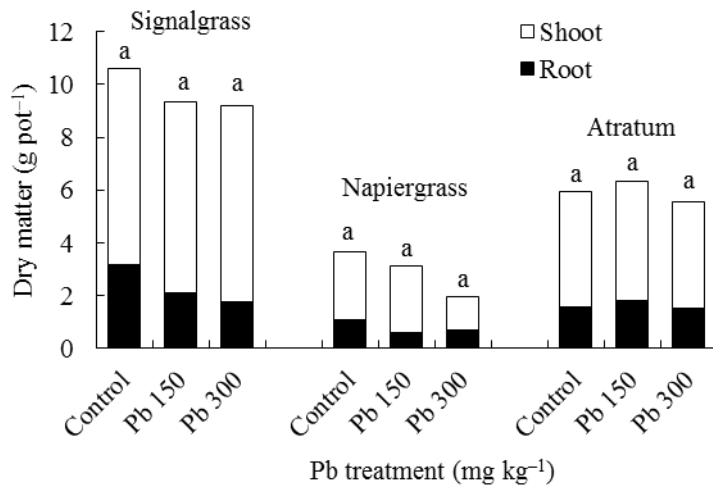 Signalgrass
Shoot
Root
Atratum
Napiergrass
a
a
a
a
a
a
a
a
a
Dry matter (g pot⁻¹)
12
10
8
6
4
2
0
Control
Pb 150
Pb 300
Control
Pb 150
Pb 300
Control
Pb 150
Pb 300
Pb treatment (mg kg⁻¹)